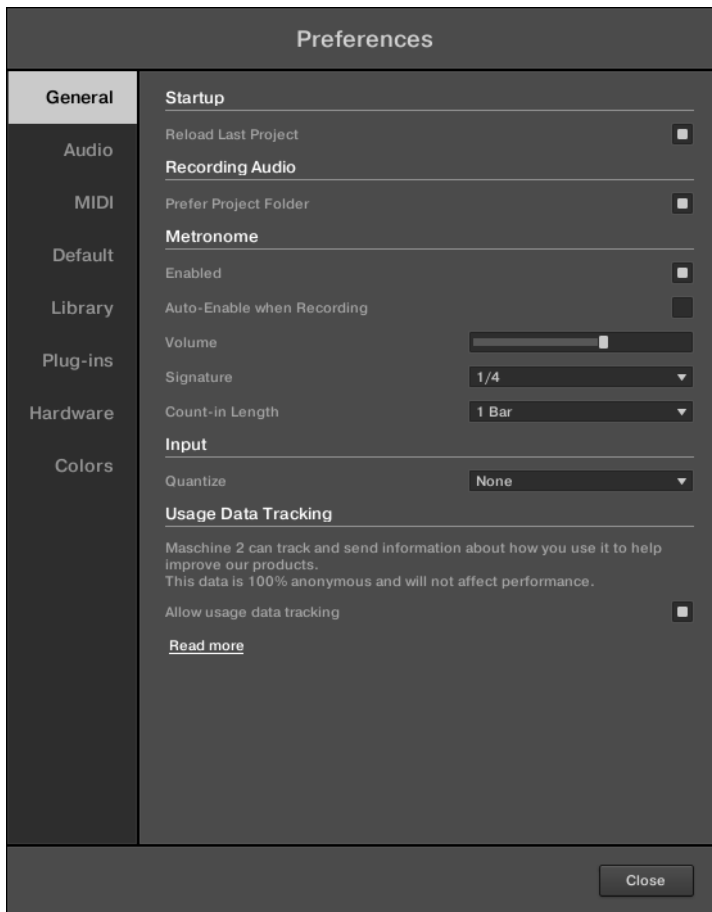 Preferences
General
Audio
MIDI
Default
Library
Plug-ins
Hardware
Colors
Startup
Reload Last Project
Recording Audio
Prefer Project Folder
Metronome
Enabled
Auto-Enable when Recording
Volume
Signature 1/4
Count-in Length 1 Bar
Input
Quantize None
Usage Data Tracking
Maschine 2 can track and send information about how you use it to help
improve our products.
This data is 100% anonymous and will not affect performance.
Allow usage data tracking
Read more
Close